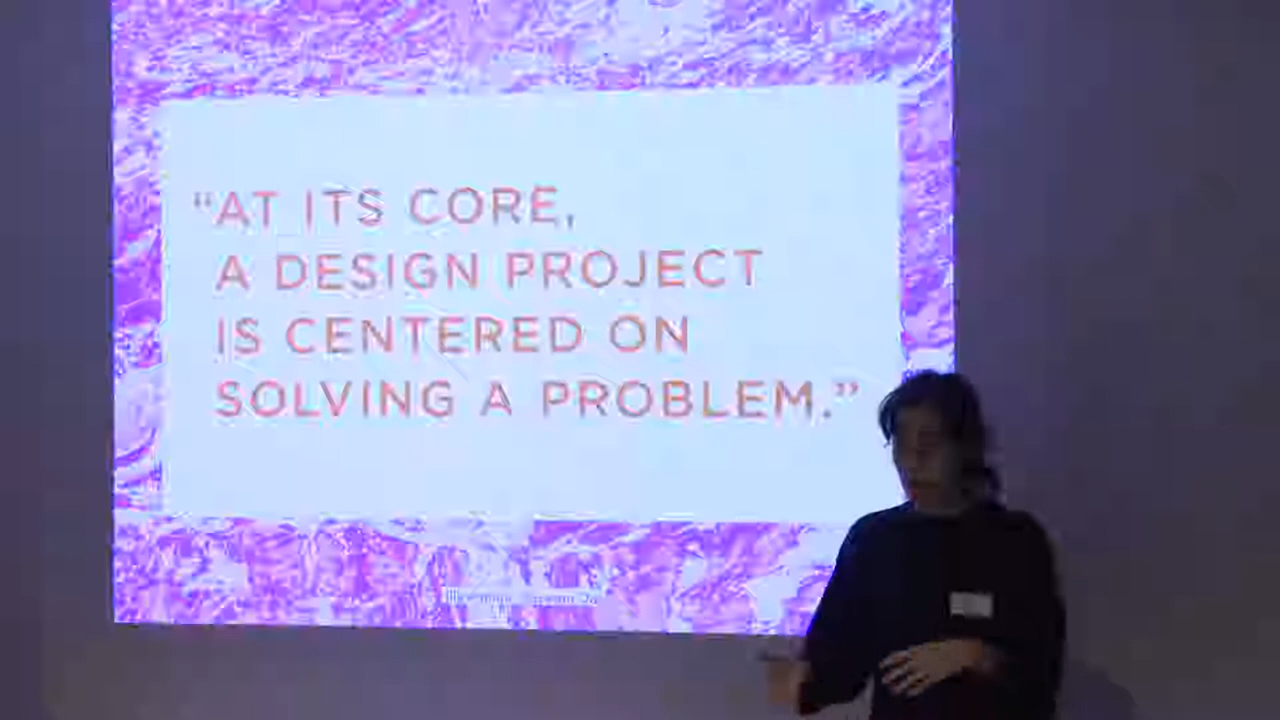 “AT ITS CORE,
A DESIGN PROJECT
IS CENTERED ON
SOLVING A PROBLEM.”